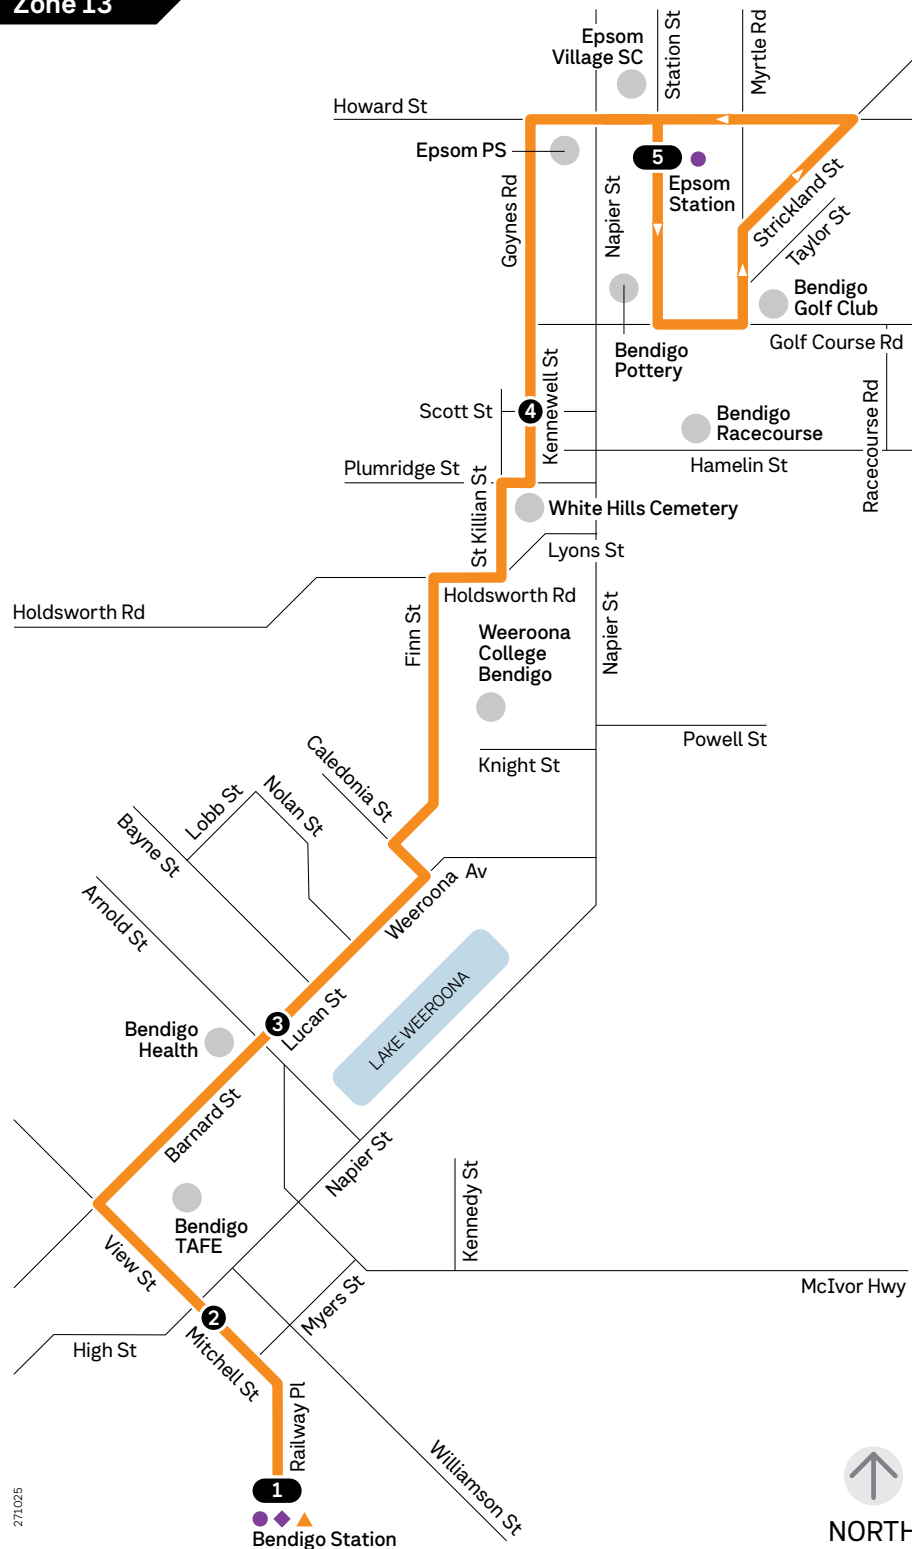 Zone 13
Epsom
Village SC
Station St
Myrtle Rd
Howard St
Epsom PS
5
Epsom
Station
Goynes Rd
Napier St
Strickland St
Taylor St
Bendigo
Golf Club
Golf Course Rd
Bendigo
Pottery
Kennewell St
Scott St
4
Bendigo
Racecourse
Racecourse Rd
Hamelin St
Plumridge St
St Killian St
White Hills Cemetery
Lyons St
Holdsworth Rd
Holdsworth Rd
Finn St
Napier St
Weeroona
College
Bendigo
Powell St
Knight St
Caledonia St
Nolan St
Lobb St
Bayne St
Arnold St
Weeroona Av
LAKE WEEROONA
3
Lucan St
Bendigo
Health
Barnard St
Napier St
Kennedy St
Bendigo
TAFE
View St
McIvor Hwy
Myers St
2
High St
Mitchell St
Railway Pl
Williamson St
1
Bendigo Station
271025
NORTH